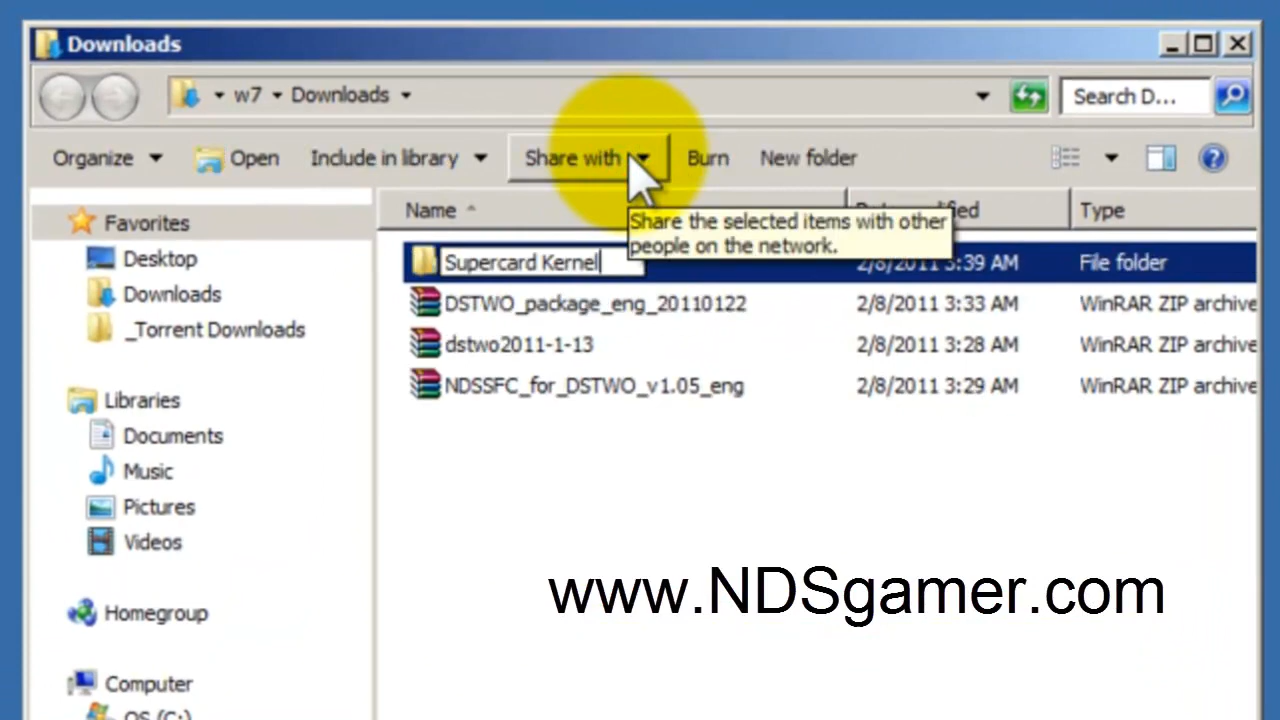 Downloads
w7 Downloads
Search D...
Organize Open Include in library Share with Burn New folder
Name
Type
Share the selected items with other
people on the network.
Favorites
Desktop
Downloads
_Torrent Downloads
Libraries
Documents
Music
Pictures
Videos
Homegroup
Computer
OS (C:)
Supercard Kernel 2/8/2011 3:39 AM File folder
DSTWO_package_eng_20110122 2/8/2011 3:33 AM WinRAR ZIP archive
dstwo2011-1-13 2/8/2011 3:28 AM WinRAR ZIP archive
NDSSFC_for_DSTWO_v1.05_eng 2/8/2011 3:29 AM WinRAR ZIP archive
www.NDSgamer.com